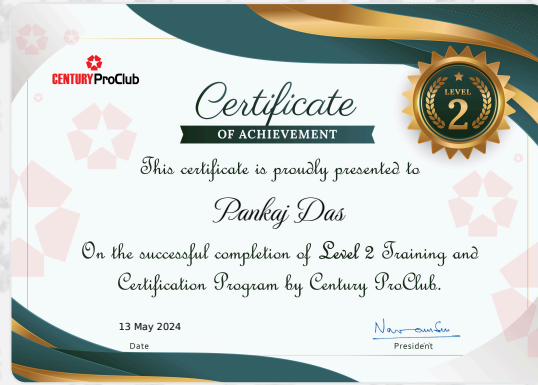 CENTURY ProClub
Certificate
OF ACHIEVEMENT
LEVEL
2
This certificate is proudly presented to
Pankaj Das
On the successful completion of Level 2 Training and
Certification Program by Century ProClub.
13 May 2024
Date
President